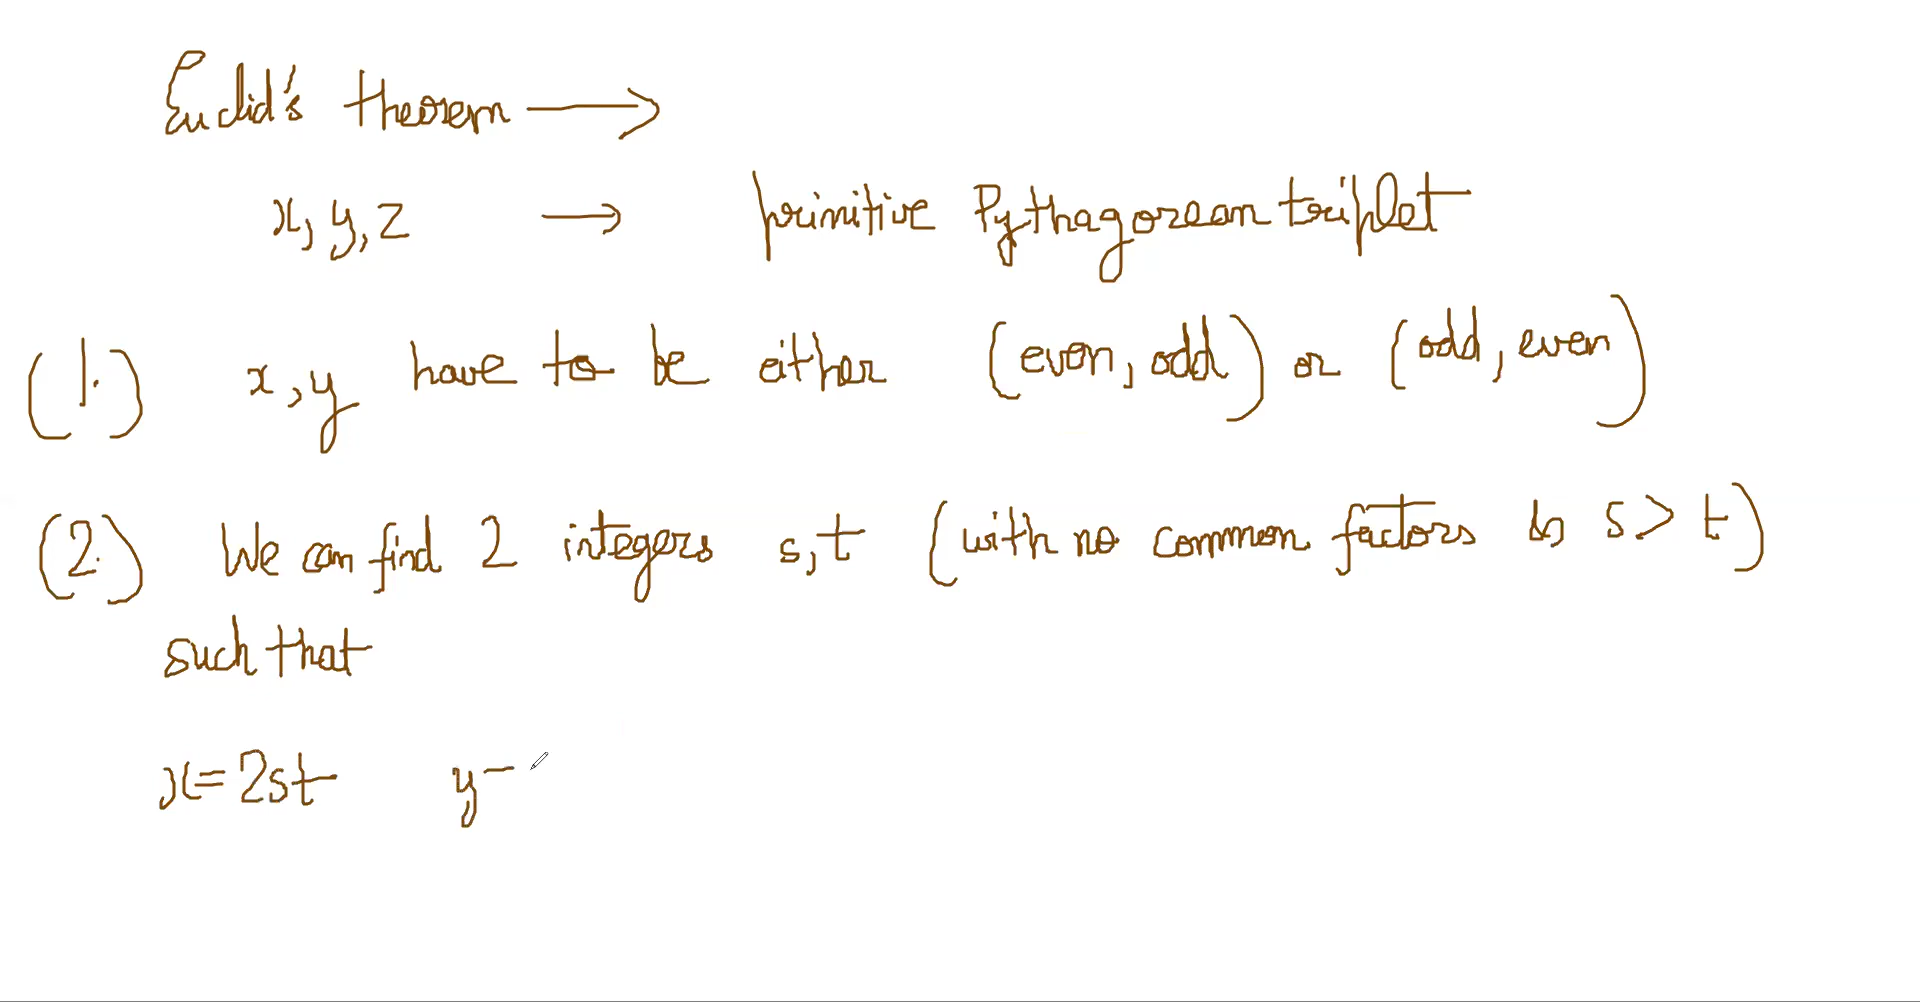 Euclid's theorem →
x, y, z → primitive Pythagorean triplet
(1.) x, y have to be either (even, odd) or (odd, even)
(2.) We can find 2 integers s, t (with no common factors & s > t)
such that
x = 2st y -